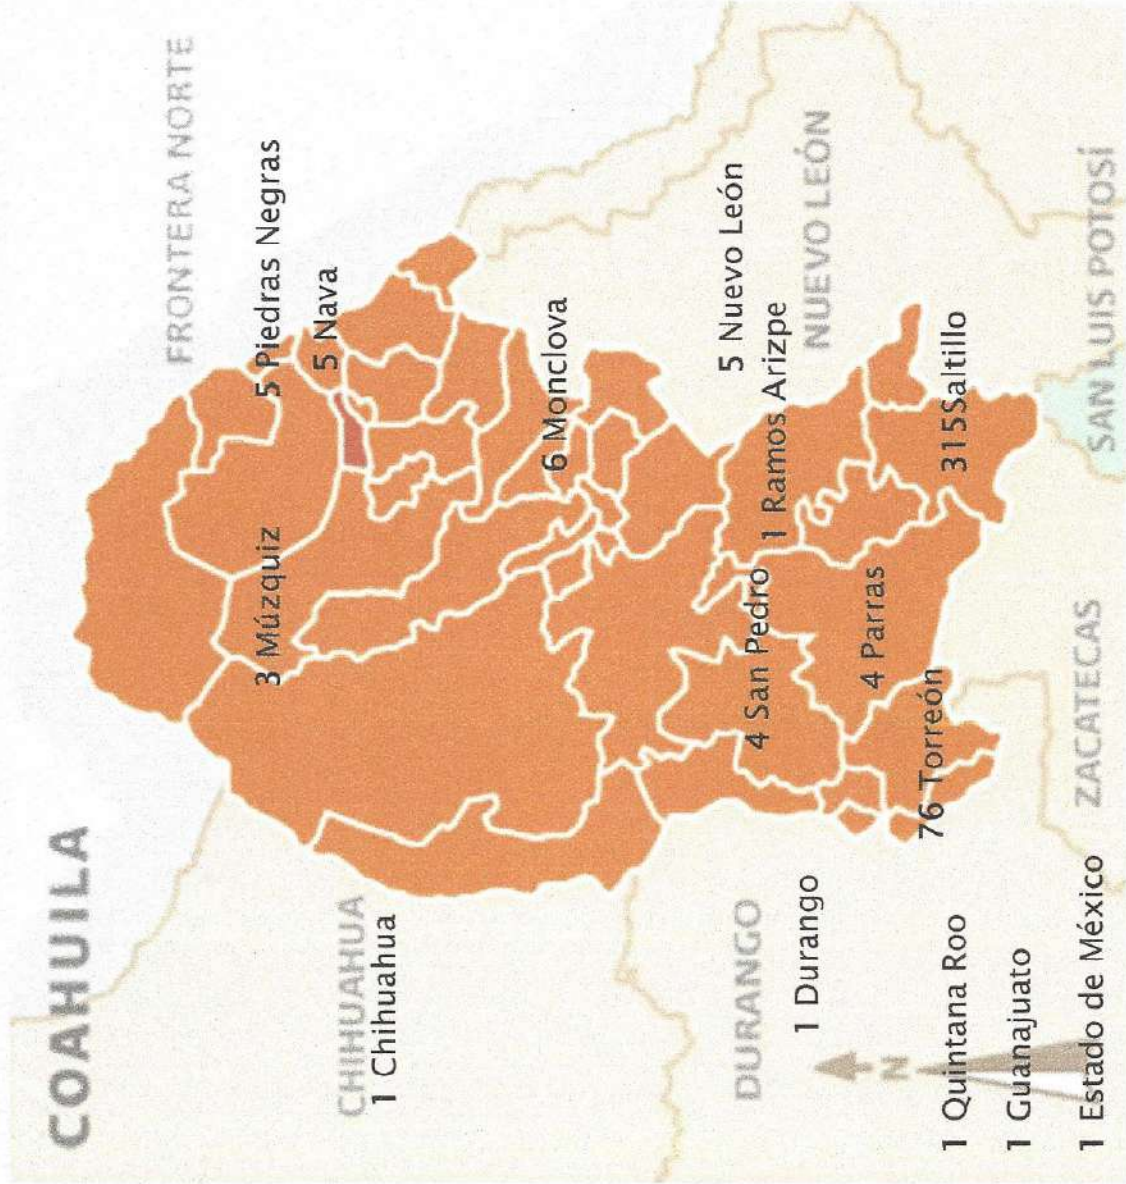 COAHUILA
FRONTERA NORTE
5 Piedras Negras
5 Nava
3 Múzquiz
CHIHUAHUA
1 Chihuahua
6 Monclova
5 Nuevo León
1 Ramos Arizpe
NUEVO LEÓN
4 San Pedro
DURANGO
1 Durango
4 Parras
315Saltillo
76 Torreón
N
1 Quintana Roo
1 Guanajuato
1 Estado de México
ZACATECAS
SAN LUIS POTOSÍ